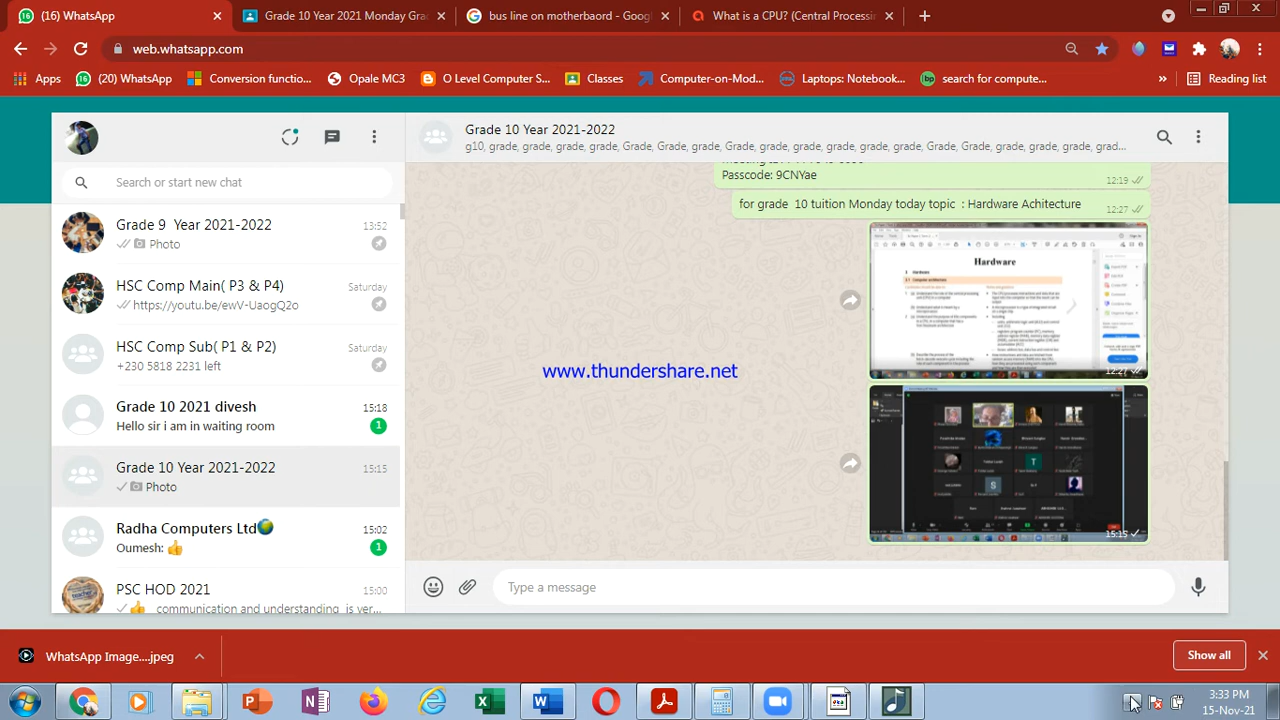 (16) WhatsApp
Grade 10 Year 2021 Monday Gra
bus line on motherbaord - Goog
What is a CPU? (Central Processi
web.whatsapp.com
Apps
(20) WhatsApp
Conversion functio...
Opale MC3
O Level Computer S...
Classes
Computer-on-Mod...
Laptops: Notebook...
search for compute...
»
Reading list
Grade 10 Year 2021-2022
g10, grade, grade, grade, grade, Grade, Grade, grade, grade, grade, grade, Grade, Grade, grade, grade, grade, grad...
Passcode: 9CNYae
12:19
for grade 10 tuition Monday today topic : Hardware Achitecture
12:27
Hardware
12:27
www.thundershare.net
15:15
Type a message
Search or start new chat
Grade 9 Year 2021-2022
13:52
Photo
HSC Comp Main( P3 & P4)
Saturday
https://youtu
HSC Comp Sub( P1 & P2)
+230 5818 2231 left
Grade 10-2021 divesh
15:18
Hello sir i am in waiting room
1
Grade 10 Year 2021-2022
15:15
Photo
Radha Computers Ltd
15:02
Oumesh: 👍
1
PSC HOD 2021
15:00
communication and understanding is ver...
WhatsApp Image....jpeg
Show all
3:33 PM
15-Nov-21